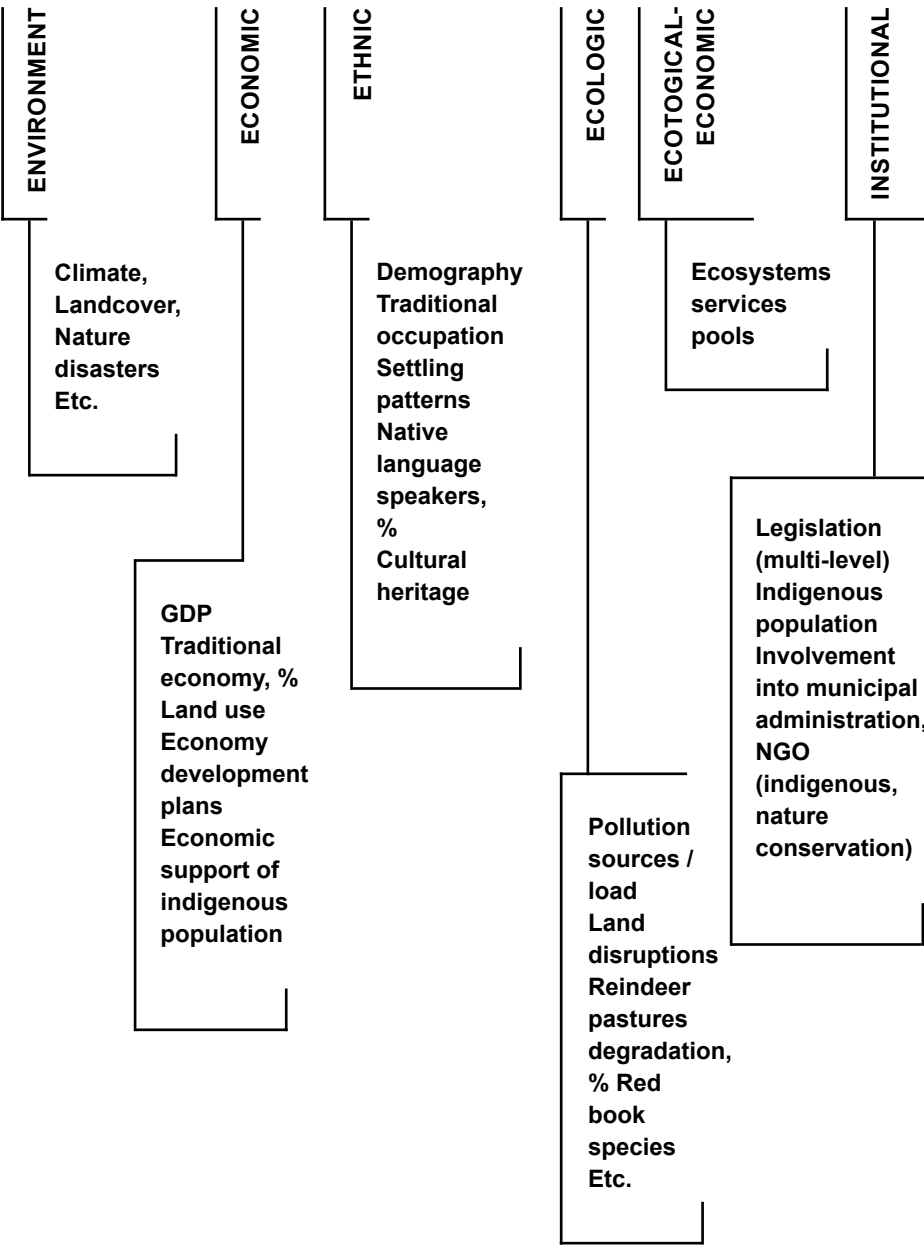 ENVIRONMENT
ECONOMIC
ETHNIC
ECOLOGIC
ECOTOGICAL-
ECONOMIC
INSTITUTIONAL
Climate,
Landcover,
Nature
disasters
Etc.
GDP
Traditional
economy, %
Land use
Economy
development
plans
Economic
support of
indigenous
population
Demography
Traditional
occupation
Settling
patterns
Native
language
speakers,
%
Cultural
heritage
Pollution
sources /
load
Land
disruptions
Reindeer
pastures
degradation,
% Red
book
species
Etc.
Ecosystems
services
pools
Legislation
(multi-level)
Indigenous
population
Involvement
into municipal
administration,
NGO
(indigenous,
nature
conservation)